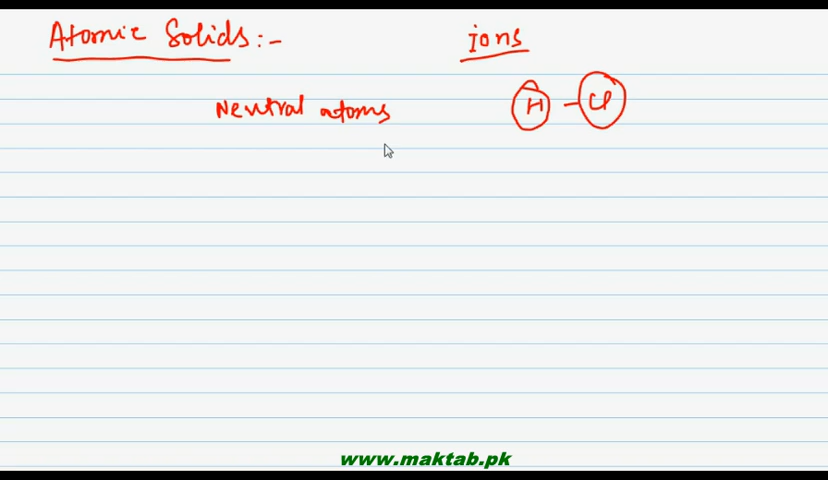 Atomic Solids:-
ions
Neutral atoms
H - Cl
www.maktab.pk